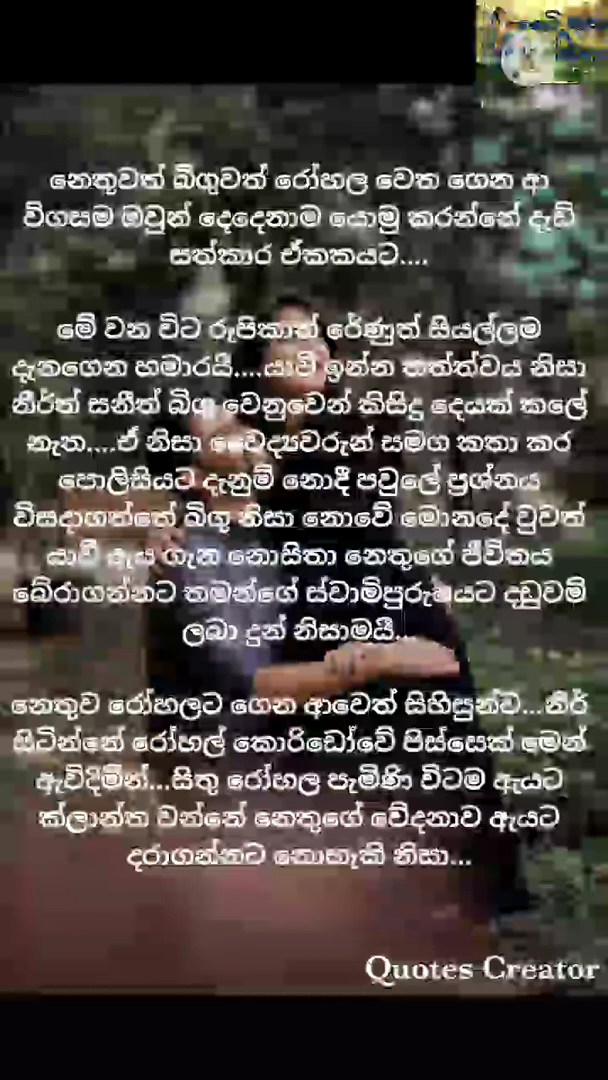 නෙතුවත් බිගුවත් රෝහල වෙත ගෙන ආ
විගසම ඔවුන් දෙදෙනාම යොමු කරන්නේ දැඩි
සත්කාර ඒකකයට....
මේ වන විට රූපිකාත් රේණුත් සියල්ලම
දැනගෙන හමාරයි....යාවි ඉන්න තත්ත්වය නිසා
නීර්ත් සනීත් බිගු වෙනුවෙන් කිසිදු දෙයක් කලේ
නැත....ඒ නිසා වෛද්‍යවරුන් සමග කතා කර
පොලිසියට දැනුම් නොදී පවුලේ ප්‍රශ්නය
විසදාගත්තේ බිගු නිසා නොවේ මොනදේ වුවත්
යාවී ඇය ගැන නොසිතා නෙතුගේ ජීවිතය
බේරාගන්නට තමන්ගේ ස්වාමිපුරුෂයට දඩුවම්
ලබා දුන් නිසාමයී...
නෙතුව රෝහලට ගෙන ආවෙත් සිහිසුන්ව...නීර්
සිටින්නේ රෝහල් කොරිඩෝවේ පිස්සෙක් මෙන්
ඇවිදිමින්...සිතු රෝහල පැමිණි විටම ඇයට
ක්ලාන්ත වන්නේ නෙතුගේ වේදනාව ඇයට
දරාගන්නට නොහැකි නිසා...
Quotes Creator